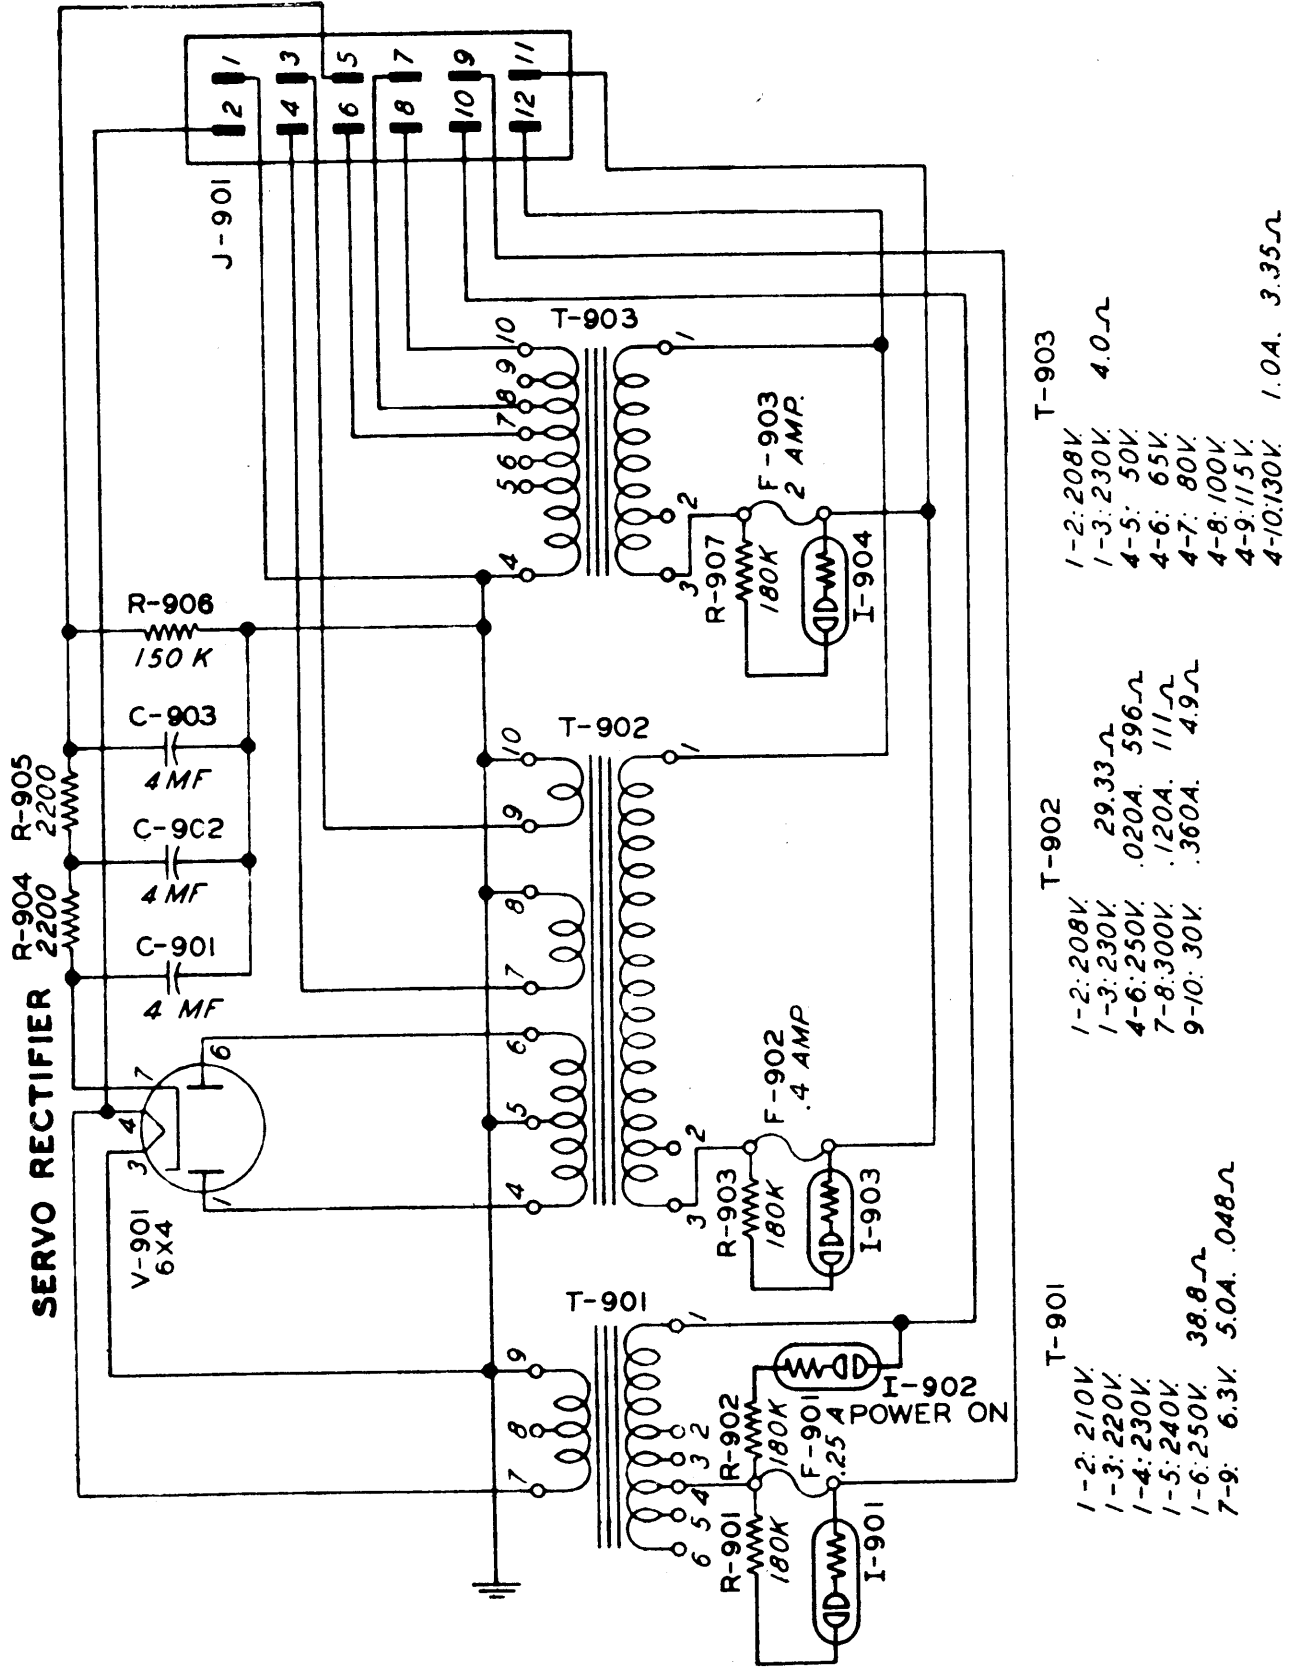 SERVO RECTIFIER
V-901
6X4
3
4
7
1
6
R-904
2200
R-905
2200
C-901
4 MF
C-902
4 MF
C-903
4 MF
R-906
150 K
J-901
2
1
4
3
6
5
8
7
10
9
12
11
7
8
9
T-901
6
5
4
3
2
1
R-901
180K
R-902
180K
F-901
.25 A
I-901
I-902
POWER ON
4
5
6
7
8
9
10
T-902
3
2
1
R-903
180K
F-902
.4 AMP
I-903
4
5
6
7
8
9
10
T-903
3
2
1
R-907
180K
F-903
2 AMP.
I-904
T-901
1-2: 210V.
1-3: 220V.
1-4: 230V.
1-5: 240V.
1-6: 250V. 38.8Ω
7-9: 6.3V. 5.0A. .048Ω
T-902
1-2: 208V.
1-3: 230V. 29.33Ω
4-6: 250V. .020A. 596Ω
7-8: 300V. .120A. 111Ω
9-10: 30V. .360A. 4.9Ω
T-903
1-2: 208V.
1-3: 230V. 4.0Ω
4-5: 50V.
4-6: 65V.
4-7: 80V.
4-8: 100V.
4-9: 115V.
4-10: 130V. 1.0A. 3.35Ω